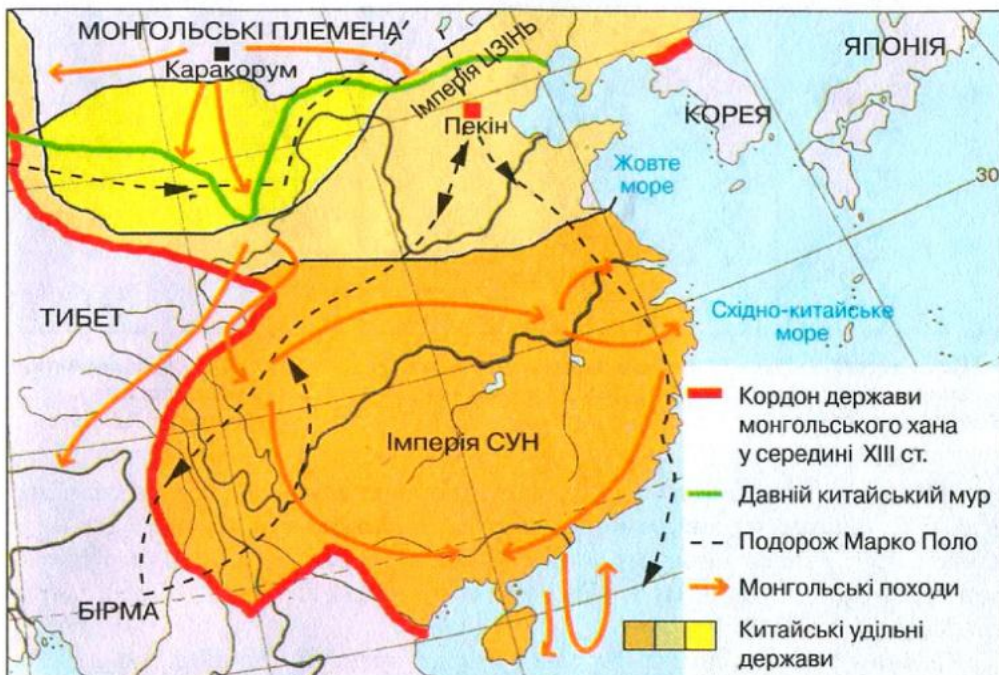 МОНГОЛЬСЬКІ ПЛЕМЕНА
Каракорум
Імперія ЦЗІНЬ
Пекін
ЯПОНІЯ
КОРЕЯ
Жовте
море
30
ТИБЕТ
Східно-китайське
море
Імперія СУН
БІРМА
Кордон держави
монгольського хана
у середині XIII ст.
Давній китайський мур
Подорож Марко Поло
Монгольські походи
Китайські удільні
держави